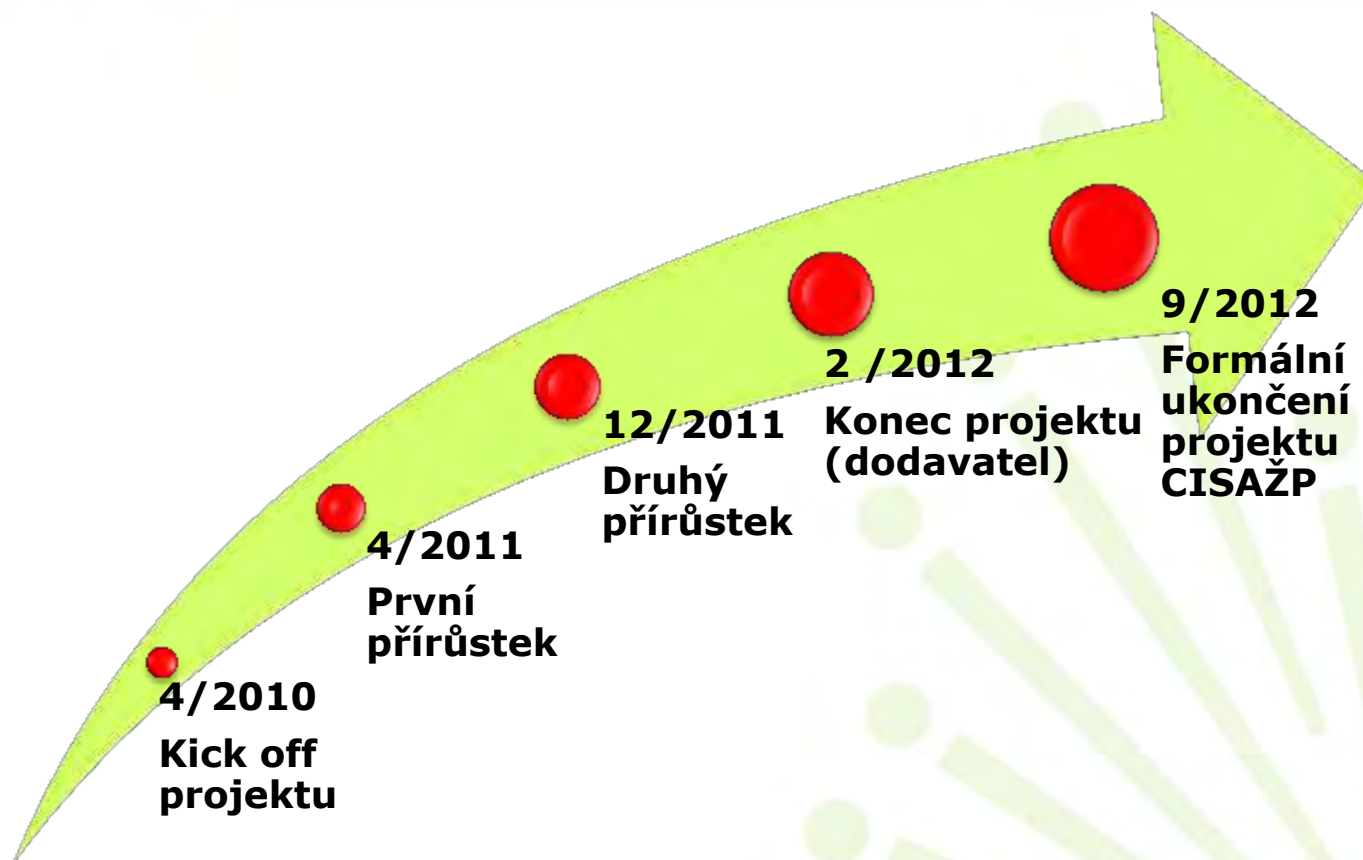 4/2010
Kick off
projektu
4/2011
První
přírůstek
12/2011
Druhý
přírůstek
2 /2012
Konec projektu
(dodavatel)
9/2012
Formální
ukončení
projektu
CISAŽP